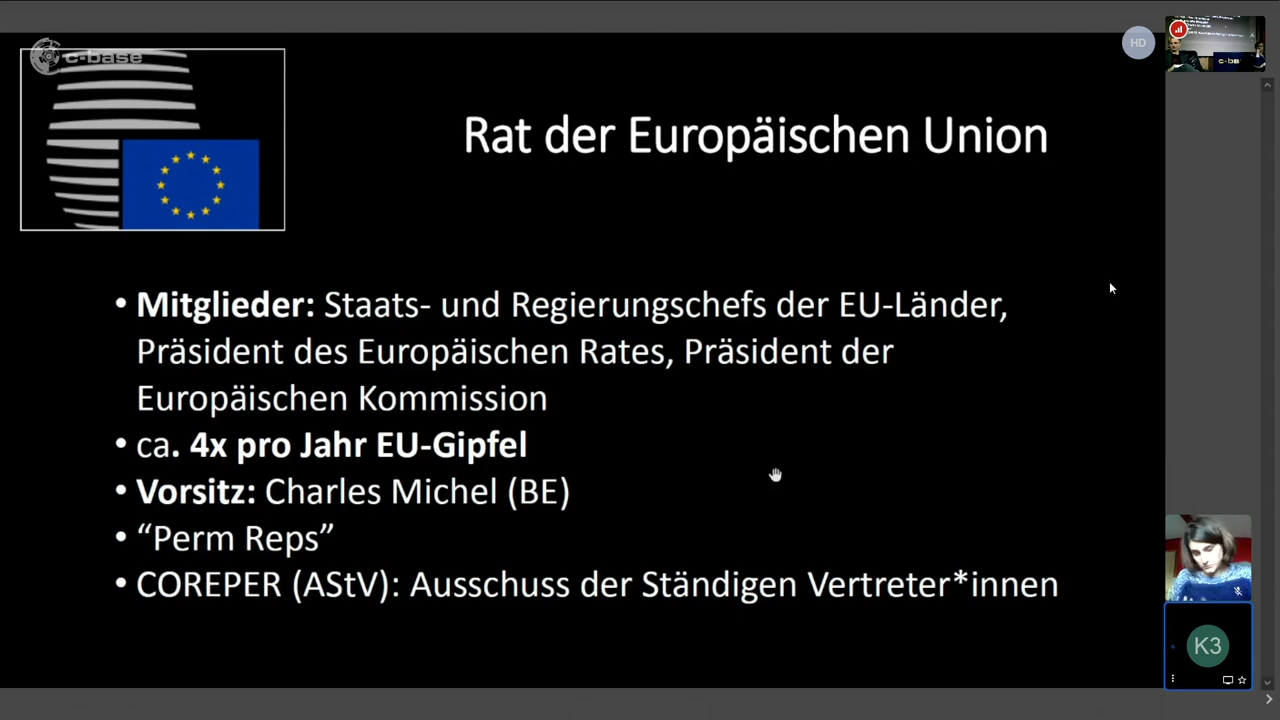 c-base
HD
Rat der Europäischen Union
• Mitglieder: Staats- und Regierungschefs der EU-Länder,
Präsident des Europäischen Rates, Präsident der
Europäischen Kommission
• ca. 4x pro Jahr EU-Gipfel
• Vorsitz: Charles Michel (BE)
• “Perm Reps”
• COREPER (AStV): Ausschuss der Ständigen Vertreter*innen
K3